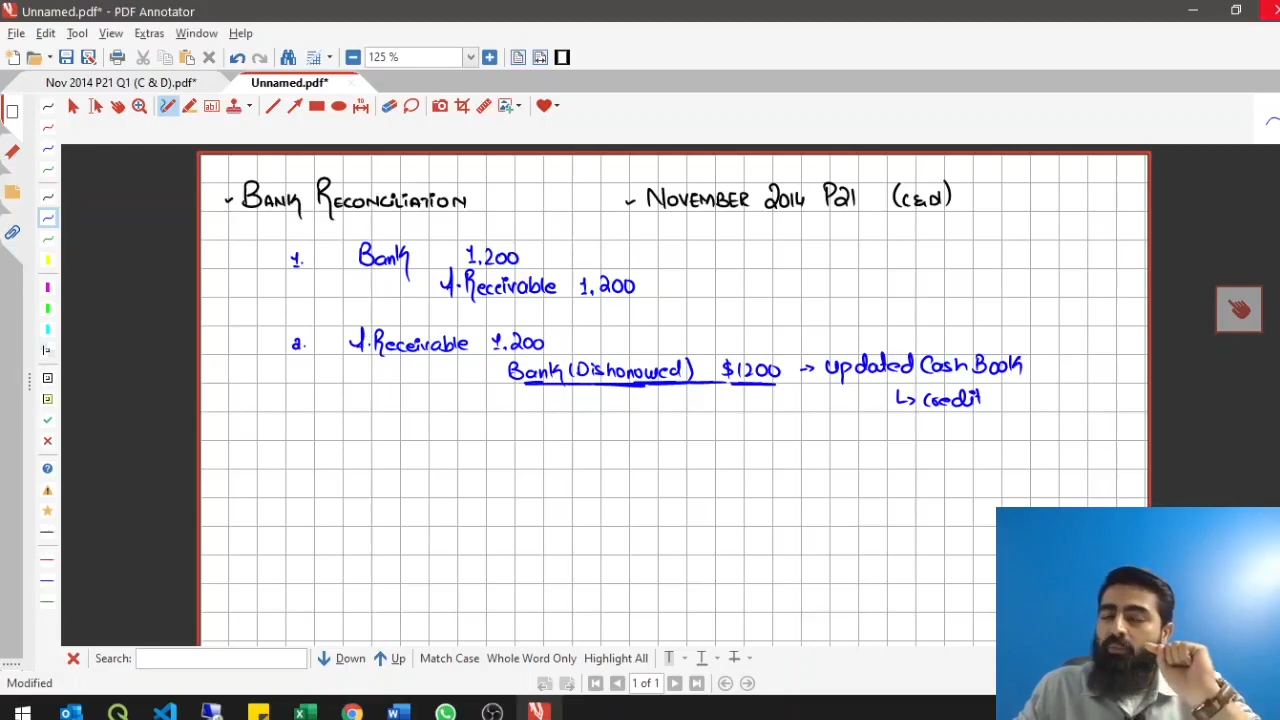 Unnamed.pdf* - PDF Annotator
File Edit Tool View Extras Window Help
125 %
Nov 2014 P21 Q1 (C & D).pdf* Unnamed.pdf*
- BANK RECONCILIATION - NOVEMBER 2014 P21 (c&d)
1. Bank 1,200
A.Receivable 1,200
2. A.Receivable 1,200
Bank (Dishonowed) $1200 → updated Cash Book
↳ credit
Search: Down Up Match Case Whole Word Only Highlight All
Modified 1 of 1